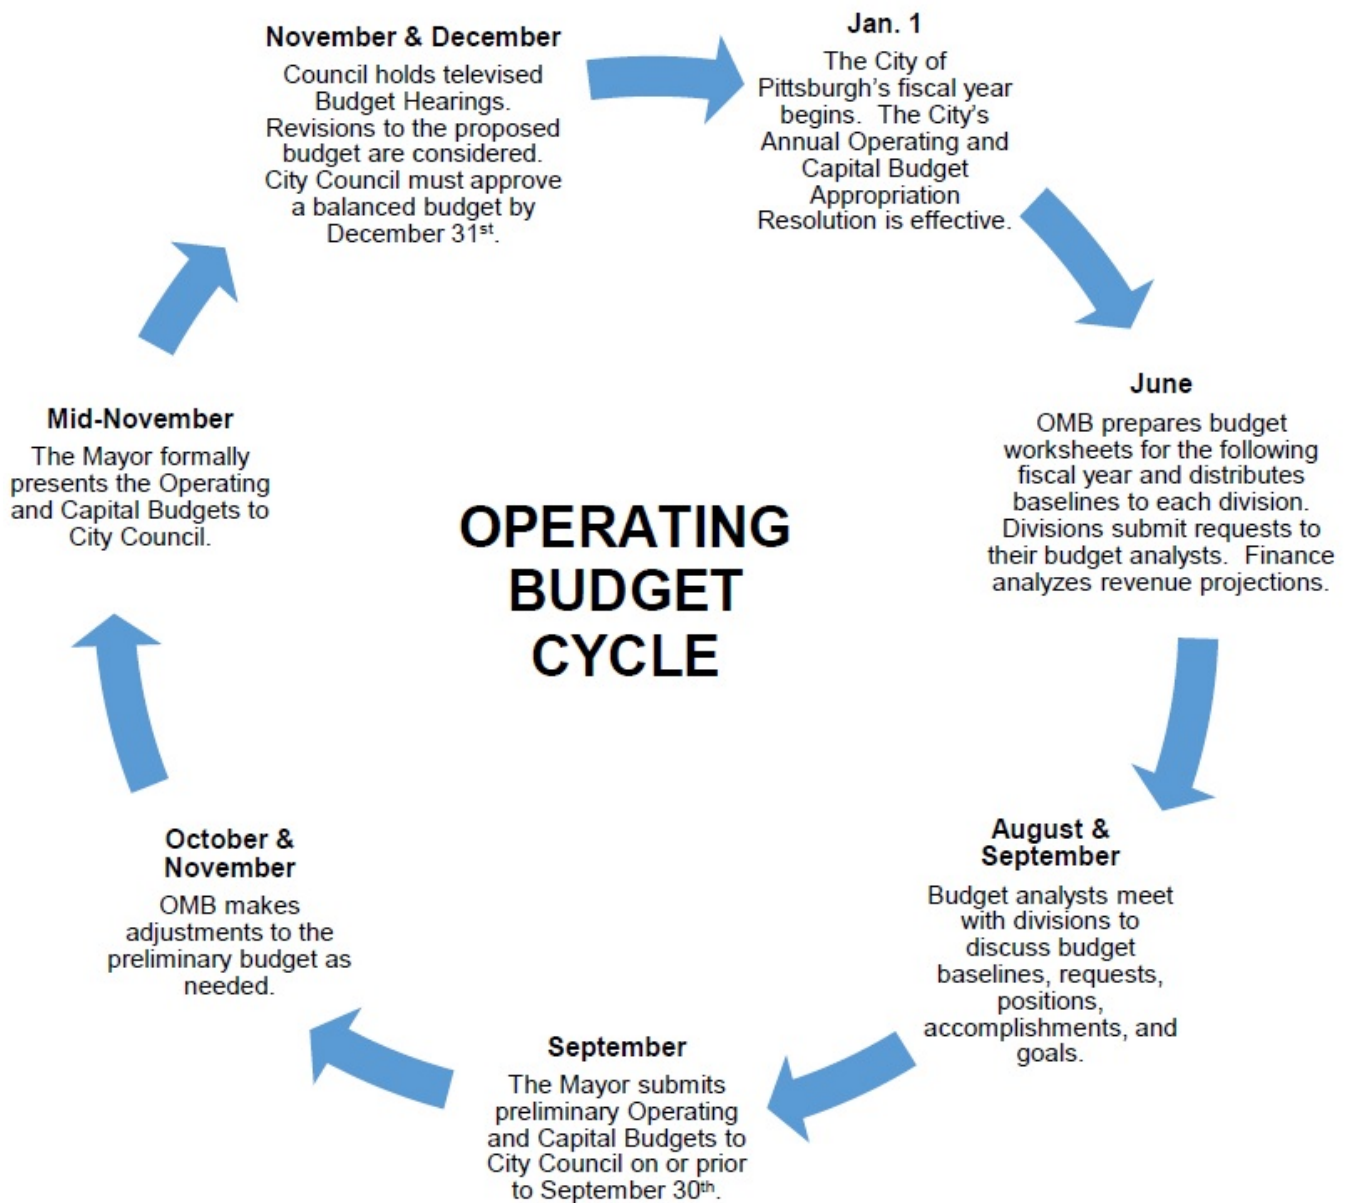 November & December
Council holds televised
Budget Hearings.
Revisions to the proposed
budget are considered.
City Council must approve
a balanced budget by
December 31st.
Jan. 1
The City of
Pittsburgh's fiscal year
begins.  The City's
Annual Operating and
Capital Budget
Appropriation
Resolution is effective.
June
OMB prepares budget
worksheets for the following
fiscal year and distributes
baselines to each division.
Divisions submit requests to
their budget analysts.  Finance
analyzes revenue projections.
August &
September
Budget analysts meet
with divisions to
discuss budget
baselines, requests,
positions,
accomplishments, and
goals.
September
The Mayor submits
preliminary Operating
and Capital Budgets to
City Council on or prior
to September 30th.
October &
November
OMB makes
adjustments to the
preliminary budget as
needed.
Mid-November
The Mayor formally
presents the Operating
and Capital Budgets to
City Council.
OPERATING
BUDGET
CYCLE